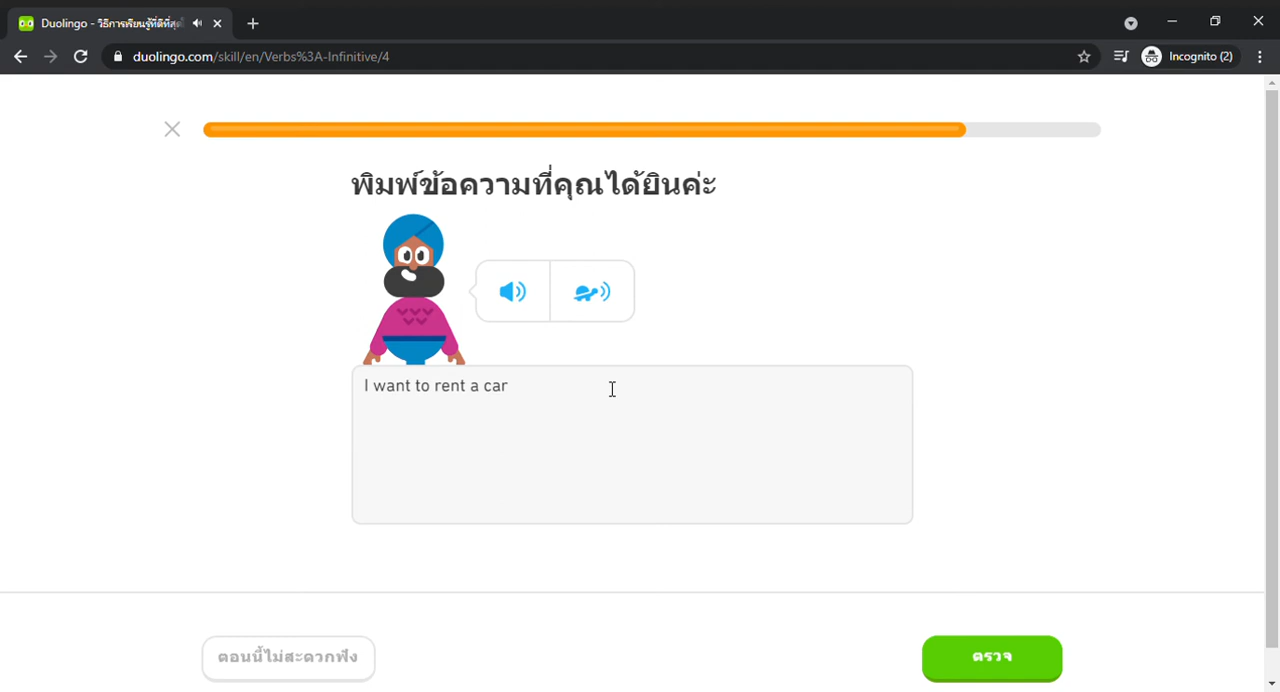 Duolingo - วิธีการเรียนรู้ที่ดีที่สุด
duolingo.com/skill/en/Verbs%3A-Infinitive/4
Incognito (2)
พิมพ์ข้อความที่คุณได้ยินค่ะ
I want to rent a car
ตอนนี้ไม่สะดวกฟัง
ตรวจ